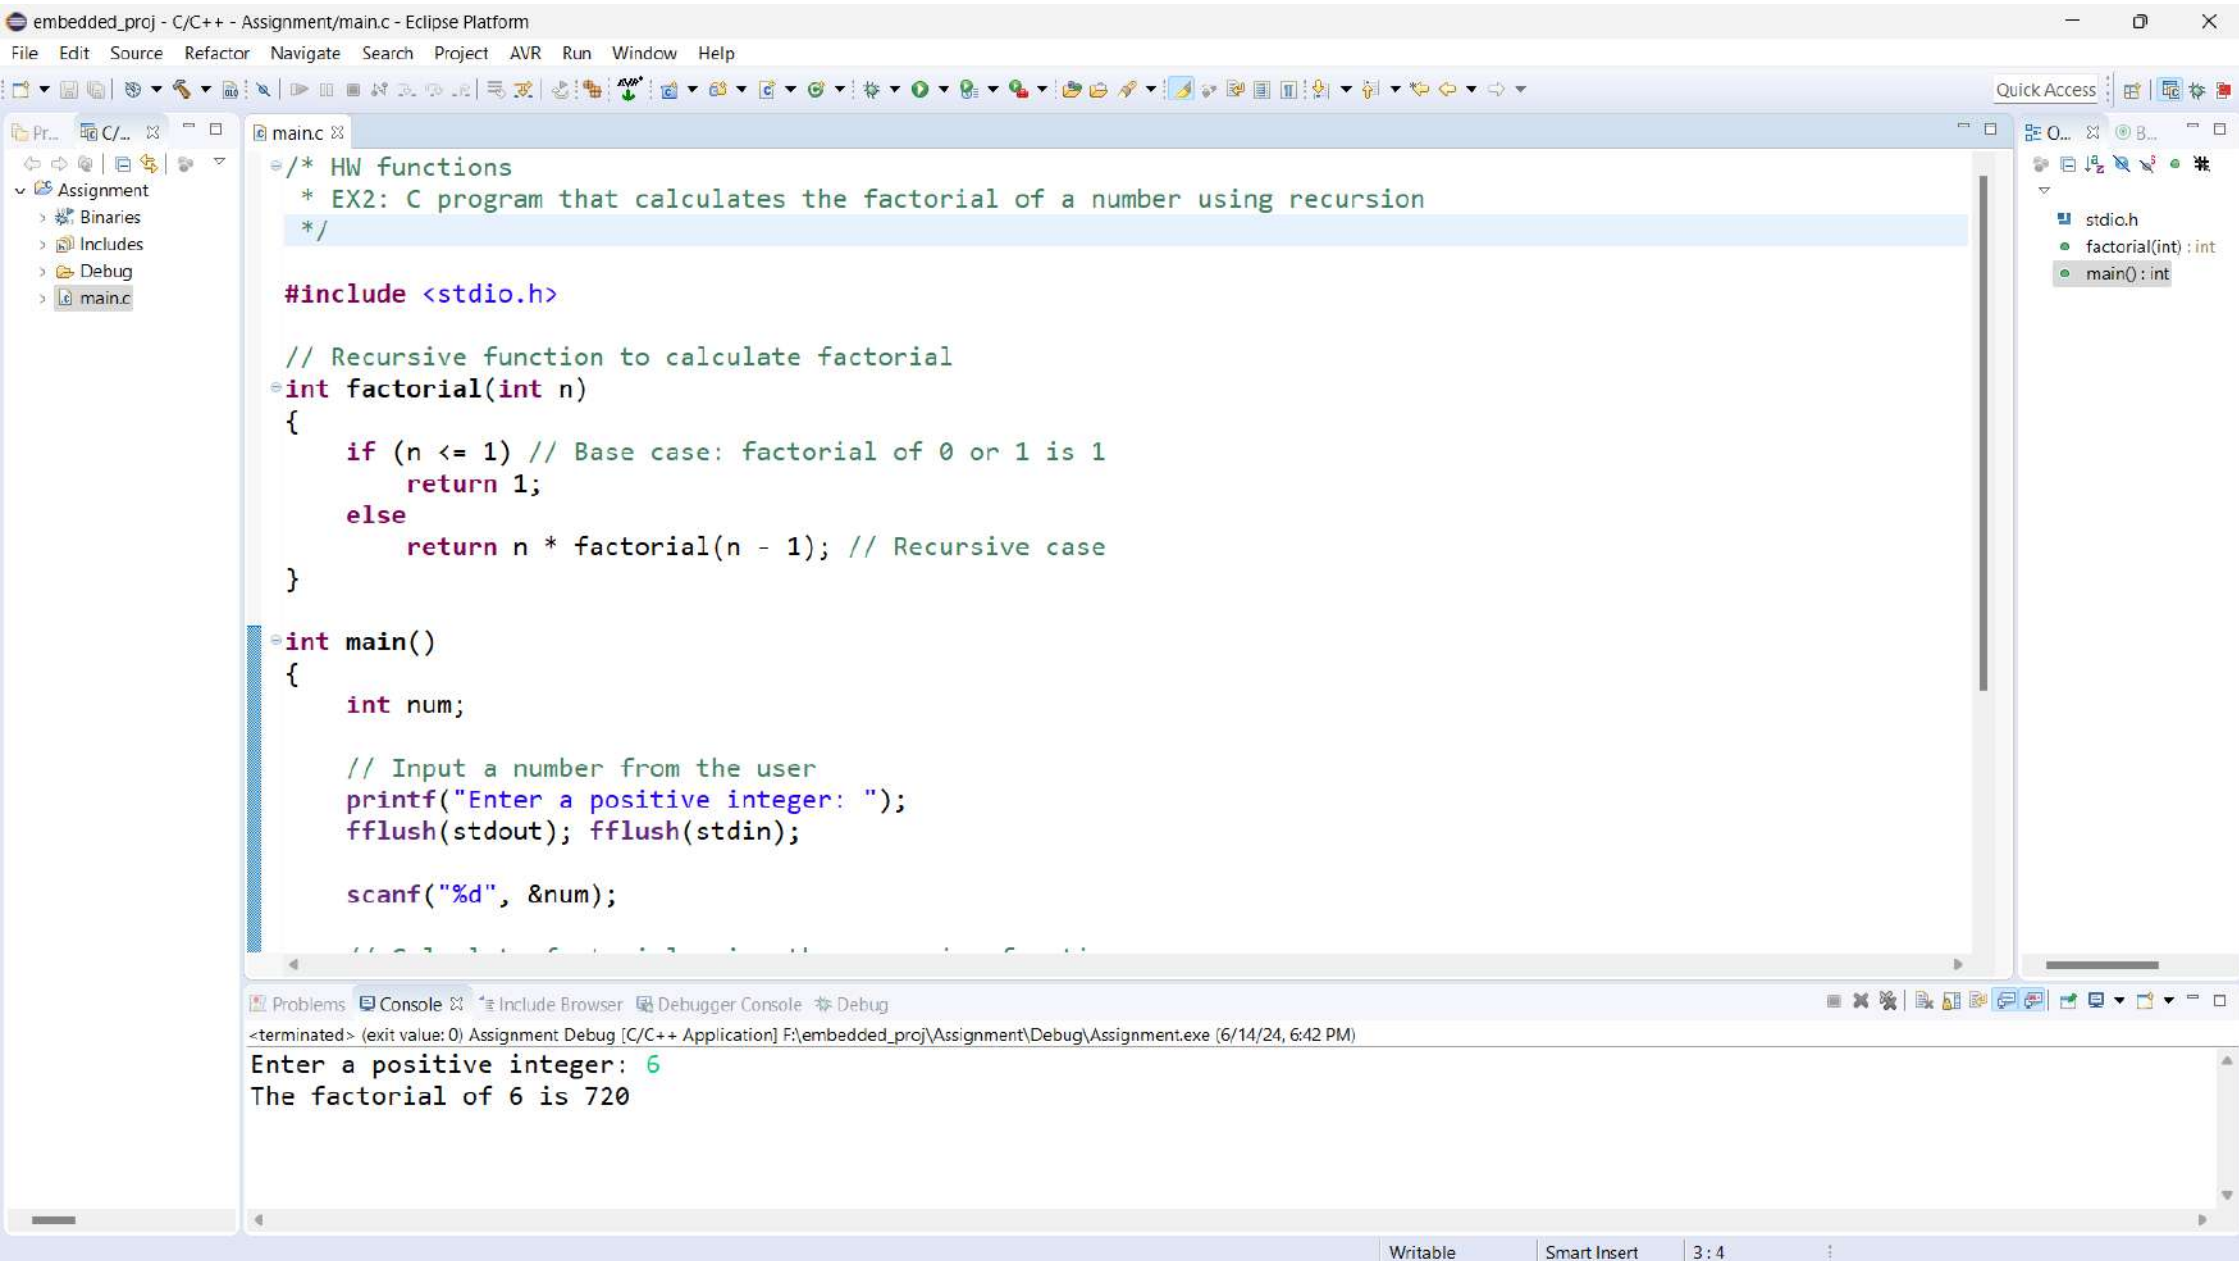 embedded_proj - C/C++ - Assignment/main.c - Eclipse Platform
File Edit Source Refactor Navigate Search Project AVR Run Window Help
Quick Access
Pr... C/...
Assignment
Binaries
Includes
Debug
main.c
main.c
/* HW functions
 * EX2: C program that calculates the factorial of a number using recursion
 */
#include <stdio.h>
// Recursive function to calculate factorial
int factorial(int n)
{
    if (n <= 1) // Base case: factorial of 0 or 1 is 1
        return 1;
    else
        return n * factorial(n - 1); // Recursive case
}
int main()
{
    int num;
    // Input a number from the user
    printf("Enter a positive integer: ");
    fflush(stdout); fflush(stdin);
    scanf("%d", &num);
O... B...
stdio.h
factorial(int) : int
main() : int
Problems Console Include Browser Debugger Console Debug
<terminated> (exit value: 0) Assignment Debug [C/C++ Application] F:\embedded_proj\Assignment\Debug\Assignment.exe (6/14/24, 6:42 PM)
Enter a positive integer: 6
The factorial of 6 is 720
Writable Smart Insert 3 : 4